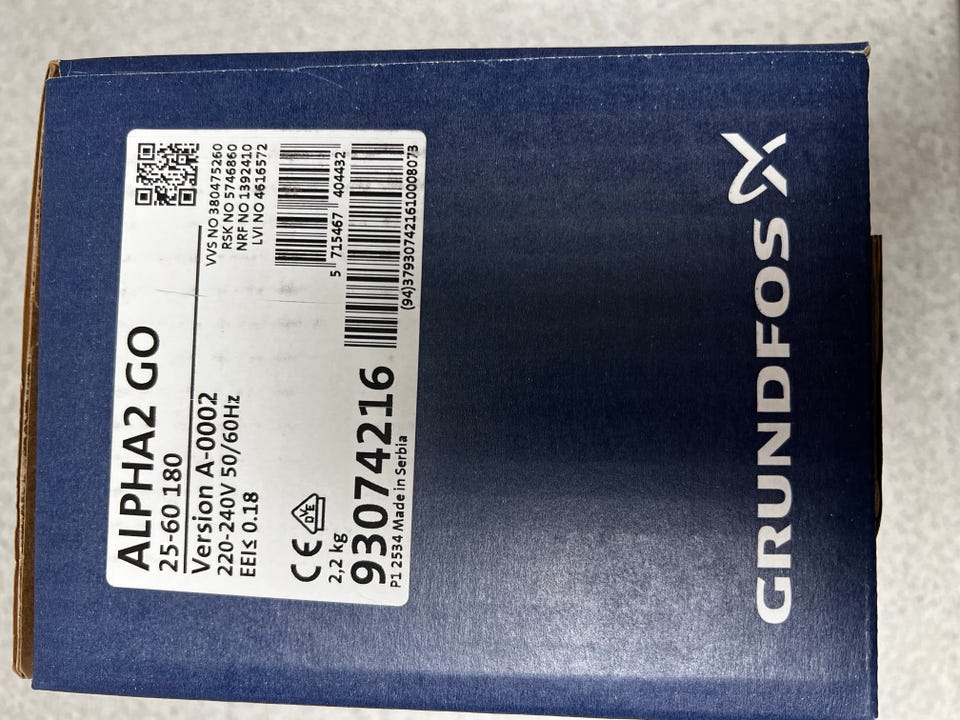 ALPHA2 GO
25-60 180
Version A-0002
220-240V 50/60Hz
EEI≤ 0.18
VVS NO 380475260
RSK NO 5746860
NRF NO 1392410
LVI NO 4616572
5 715467 404432
CE
DVE
2,2 kg
93074216
P1 2534 Made in Serbia
(94)37930742161610008073
GRUNDFOS